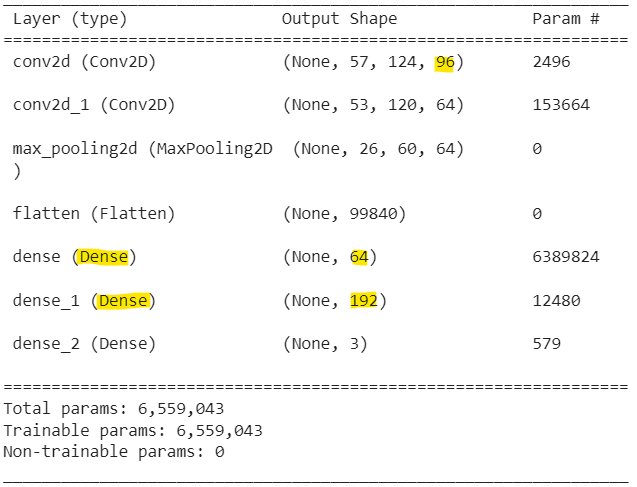 Layer (type) Output Shape Param #
conv2d (Conv2D) (None, 57, 124, 96) 2496
conv2d_1 (Conv2D) (None, 53, 120, 64) 153664
max_pooling2d (MaxPooling2D (None, 26, 60, 64) 0
)
flatten (Flatten) (None, 99840) 0
dense (Dense) (None, 64) 6389824
dense_1 (Dense) (None, 192) 12480
dense_2 (Dense) (None, 3) 579
Total params: 6,559,043
Trainable params: 6,559,043
Non-trainable params: 0